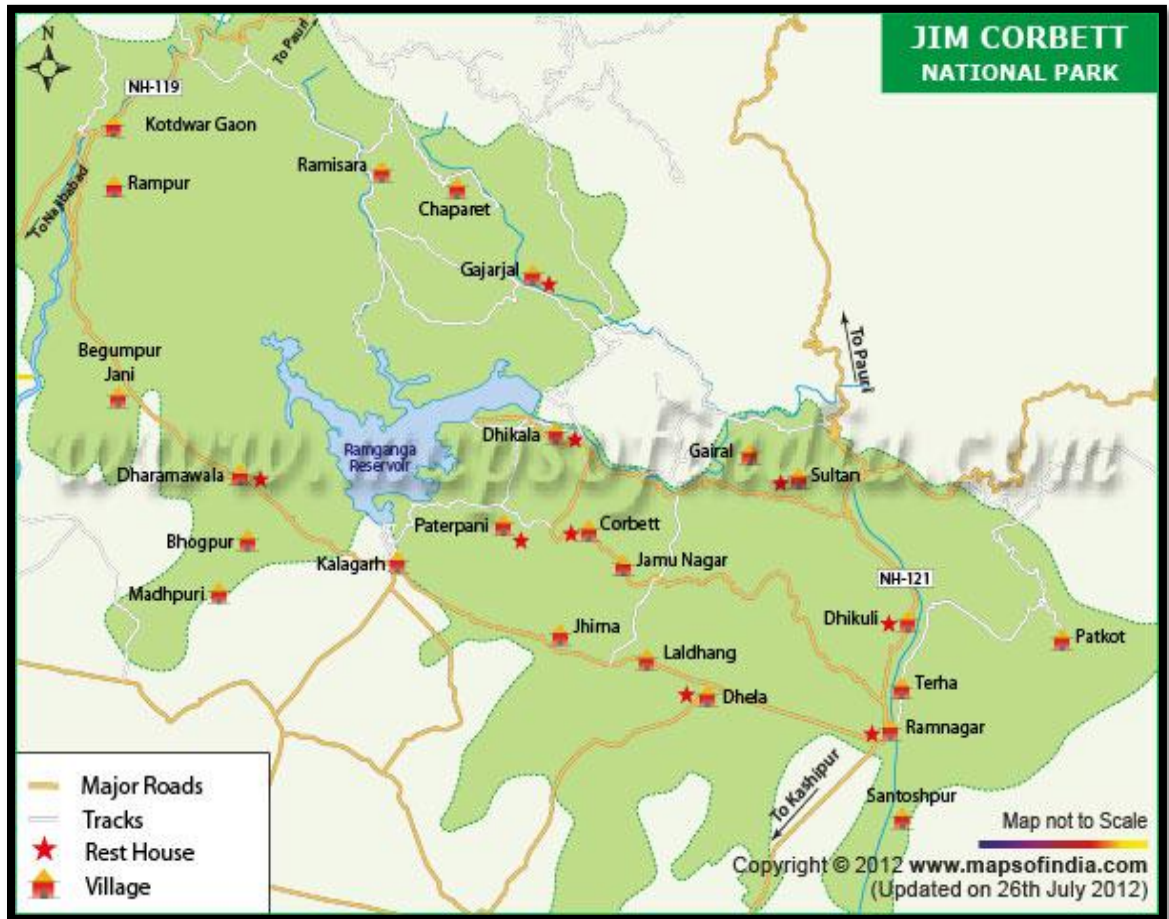 JIM CORBETT
NATIONAL PARK
N
To Pauri
NH-119
Kotdwar Gaon
Ramisara
Rampur
Chaparet
To Najibabad
Gajarjal
To Pauri
Begumpur
Jani
www.mapsofindia.com
Dhikala
Ramganga
Reservoir
Gairal
Dharamawala
Sultan
Paterpani
Corbett
Bhogpur
Kalagarh
Jamu Nagar
NH-121
Madhpuri
Dhikuli
Jhirna
Patkot
Laldhang
Terha
Dhela
Ramnagar
To Kashipur
Santoshpur
Major Roads
Tracks
Rest House
Village
Map not to Scale
Copyright © 2012 www.mapsofindia.com
(Updated on 26th July 2012)